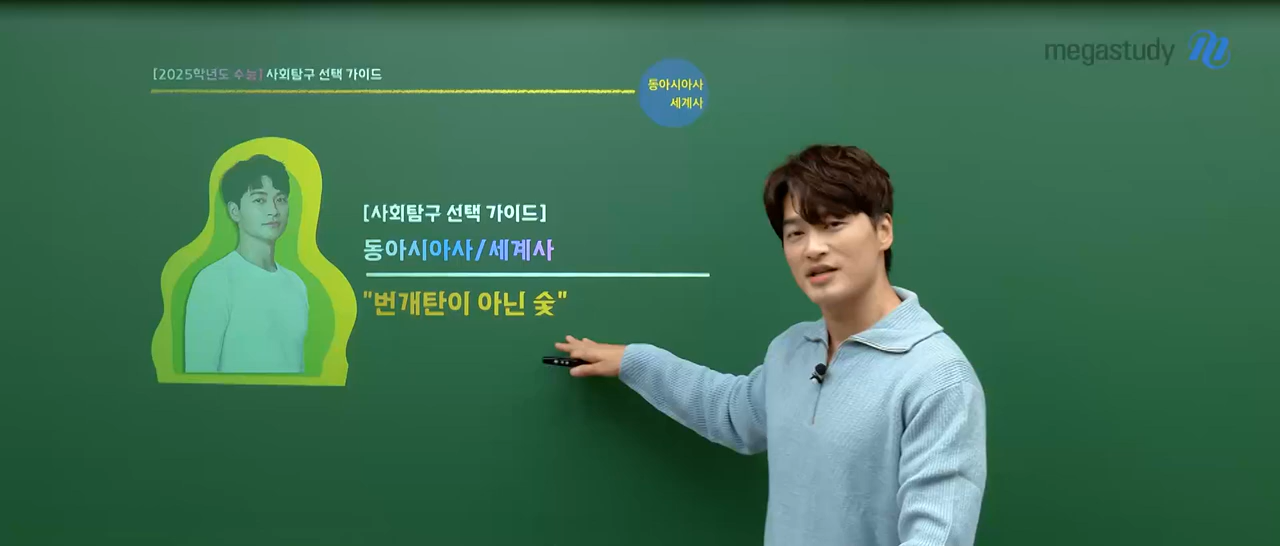 [2025학년도 수능] 사회탐구 선택 가이드
동아시아사
세계사
megastudy
[사회탐구 선택 가이드]
동아시아사/세계사
"번개탄이 아닌 숯"